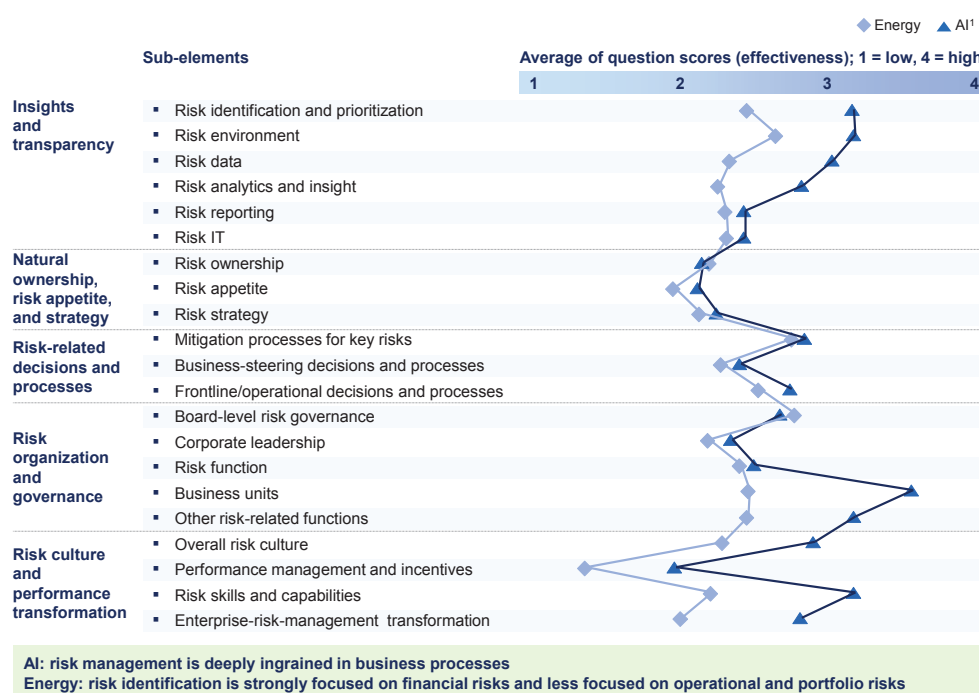 Energy AI¹
Sub-elements
Average of question scores (effectiveness); 1 = low, 4 = high
1 2 3 4
Insights
and
transparency
▪ Risk identification and prioritization
▪ Risk environment
▪ Risk data
▪ Risk analytics and insight
▪ Risk reporting
▪ Risk IT
Natural
ownership,
risk appetite,
and strategy
▪ Risk ownership
▪ Risk appetite
▪ Risk strategy
Risk-related
decisions and
processes
▪ Mitigation processes for key risks
▪ Business-steering decisions and processes
▪ Frontline/operational decisions and processes
Risk
organization
and
governance
▪ Board-level risk governance
▪ Corporate leadership
▪ Risk function
▪ Business units
▪ Other risk-related functions
Risk culture
and
performance
transformation
▪ Overall risk culture
▪ Performance management and incentives
▪ Risk skills and capabilities
▪ Enterprise-risk-management transformation
AI: risk management is deeply ingrained in business processes
Energy: risk identification is strongly focused on financial risks and less focused on operational and portfolio risks